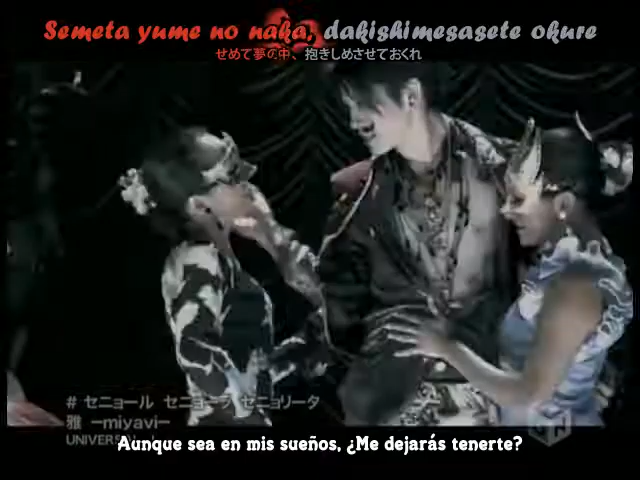 Semeta yume no naka, dakishimesasete okure
せめて夢の中、抱きしめさせておくれ
# セニョール セニョーラ セニョリータ
雅 －miyavi－
Aunque sea en mis sueños, ¿Me dejarás tenerte?